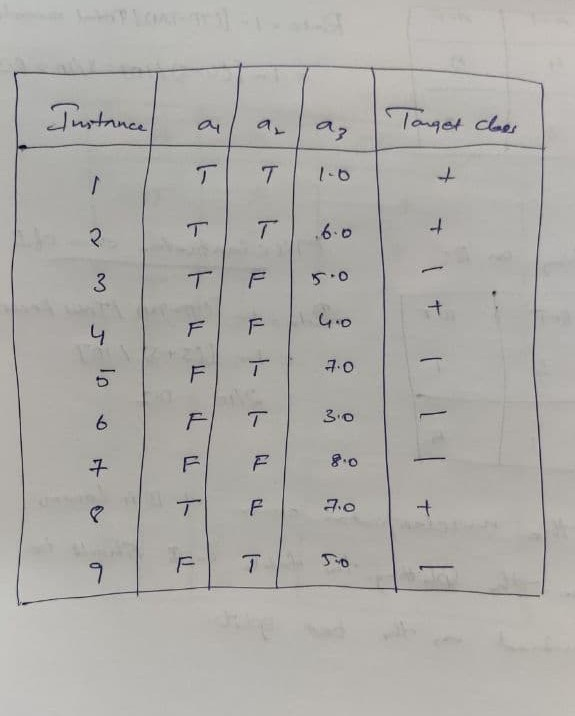 Instance a1 a2 a3 Target class
1 T T 1.0 +
2 T T 6.0 +
3 T F 5.0 −
4 F F 4.0 +
5 F T 7.0 −
6 F T 3.0 −
7 F F 8.0 −
8 T F 7.0 +
9 F T 5.0 −